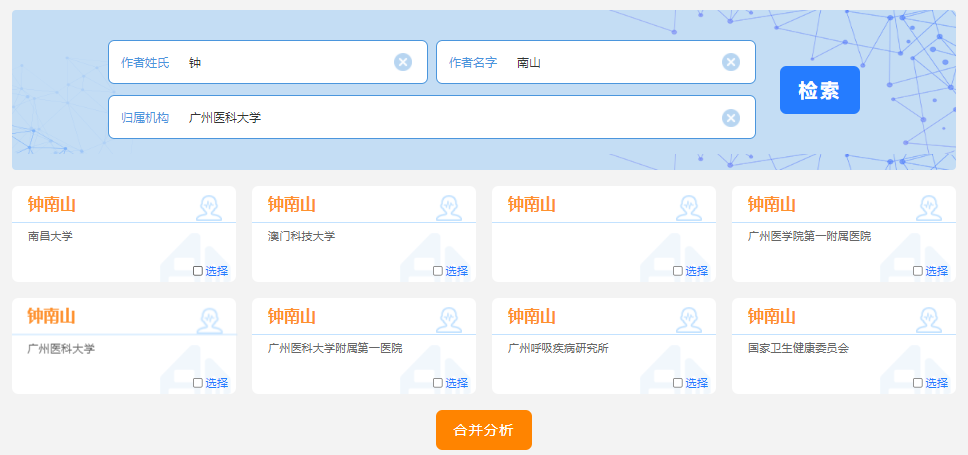 作者姓氏 钟
作者名字 南山
归属机构 广州医科大学
检索
钟南山
南昌大学
选择
钟南山
澳门科技大学
选择
钟南山
选择
钟南山
广州医学院第一附属医院
选择
钟南山
广州医科大学
选择
钟南山
广州医科大学附属第一医院
选择
钟南山
广州呼吸疾病研究所
选择
钟南山
国家卫生健康委员会
选择
合并分析